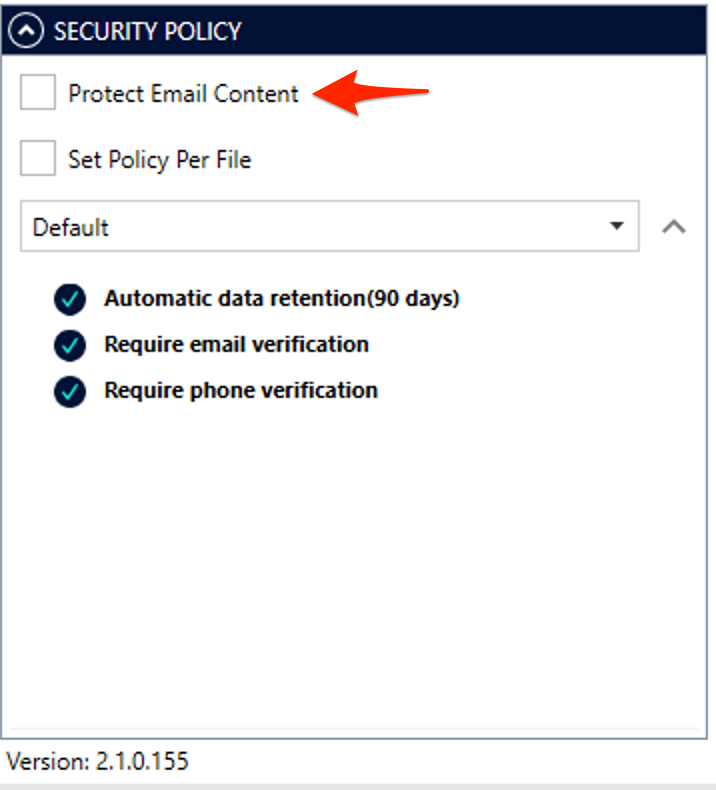 SECURITY POLICY
Protect Email Content
Set Policy Per File
Default
Automatic data retention(90 days)
Require email verification
Require phone verification
Version: 2.1.0.155